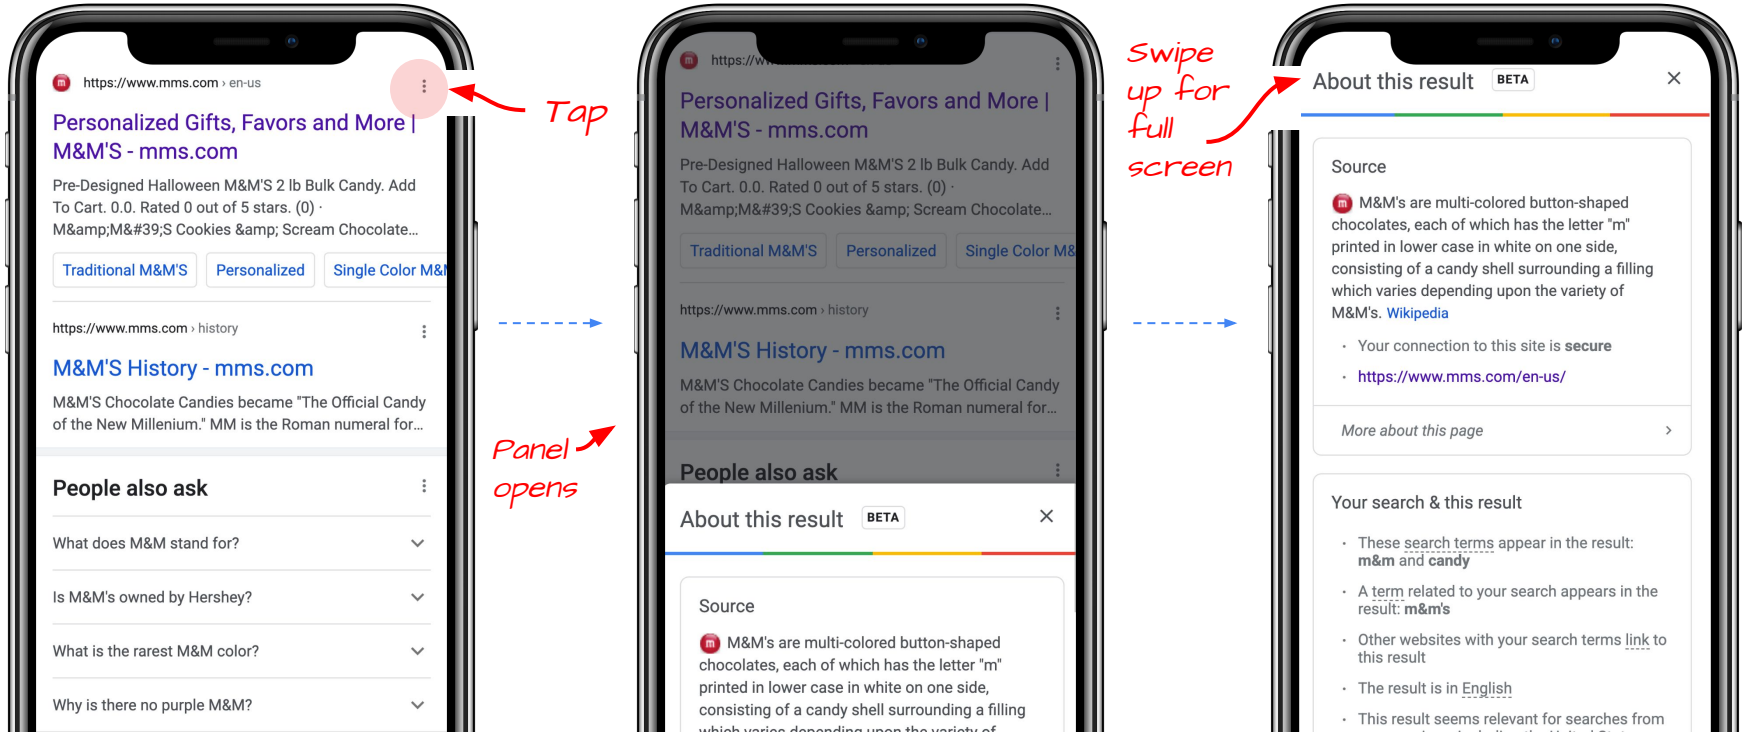 https://www.mms.com › en-us
Personalized Gifts, Favors and More |
M&M'S - mms.com
Pre-Designed Halloween M&M'S 2 lb Bulk Candy. Add
To Cart. 0.0. Rated 0 out of 5 stars. (0) ·
M&amp;M&#39;S Cookies &amp; Scream Chocolate...
Traditional M&M'S
Personalized
Single Color M&M
https://www.mms.com › history
M&M'S History - mms.com
M&M'S Chocolate Candies became "The Official Candy
of the New Millenium." MM is the Roman numeral for...
People also ask
What does M&M stand for?
Is M&M's owned by Hershey?
What is the rarest M&M color?
Why is there no purple M&M?
Tap
Panel
opens
https://www
Personalized Gifts, Favors and More |
M&M'S - mms.com
Pre-Designed Halloween M&M'S 2 lb Bulk Candy. Add
To Cart. 0.0. Rated 0 out of 5 stars. (0) ·
M&amp;M&#39;S Cookies &amp; Scream Chocolate...
Traditional M&M'S
Personalized
Single Color M&
https://www.mms.com › history
M&M'S History - mms.com
M&M'S Chocolate Candies became "The Official Candy
of the New Millenium." MM is the Roman numeral for...
People also ask
About this result BETA
Source
m M&M's are multi-colored button-shaped
chocolates, each of which has the letter "m"
printed in lower case in white on one side,
consisting of a candy shell surrounding a filling
which varies depending upon the variety of
Swipe
up for
full
screen
About this result BETA
Source
m M&M's are multi-colored button-shaped
chocolates, each of which has the letter "m"
printed in lower case in white on one side,
consisting of a candy shell surrounding a filling
which varies depending upon the variety of
M&M's. Wikipedia
· Your connection to this site is secure
· https://www.mms.com/en-us/
More about this page
Your search & this result
· These search terms appear in the result:
m&m and candy
· A term related to your search appears in the
result: m&m's
· Other websites with your search terms link to
this result
· The result is in English
· This result seems relevant for searches from